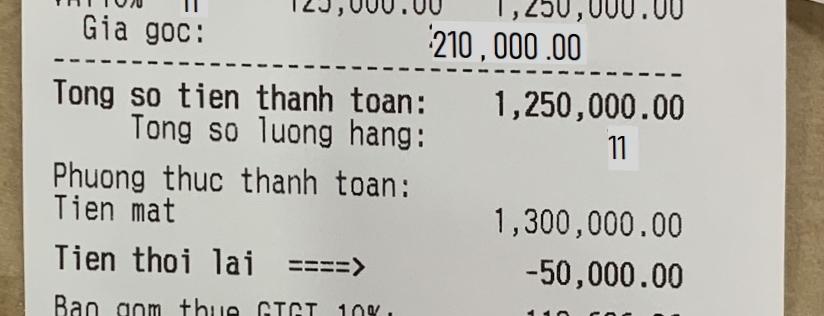 11 125,000.00 1,250,000.00
Gia goc: 210,000.00
Tong so tien thanh toan: 1,250,000.00
Tong so luong hang: 11
Phuong thuc thanh toan:
Tien mat 1,300,000.00
Tien thoi lai ====> -50,000.00
Bao gom thue GTGT 10%: